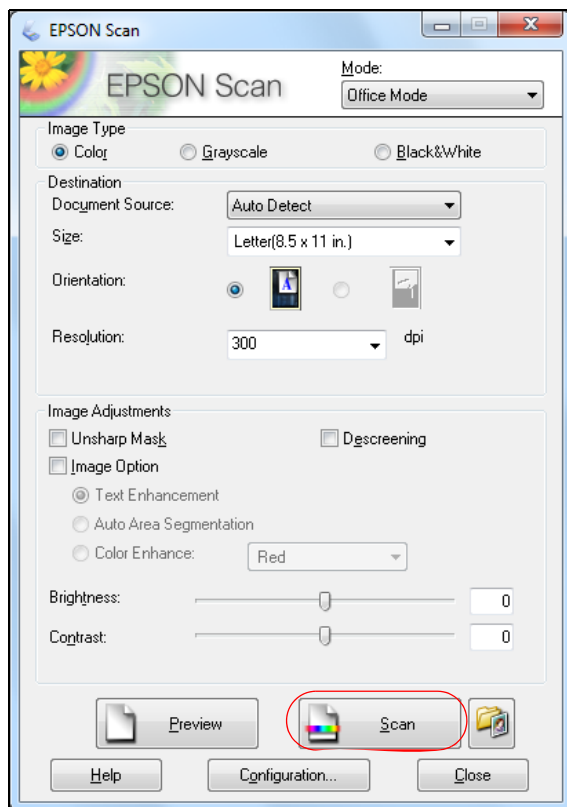 EPSON Scan
EPSON Scan
Mode:
Office Mode
Image Type
Color Grayscale Black&White
Destination
Document Source: Auto Detect
Size: Letter(8.5 x 11 in.)
Orientation: A
Resolution: 300 dpi
Image Adjustments
Unsharp Mask Descreening
Image Option
Text Enhancement
Auto Area Segmentation
Color Enhance: Red
Brightness: 0
Contrast: 0
Preview Scan
Help Configuration... Close